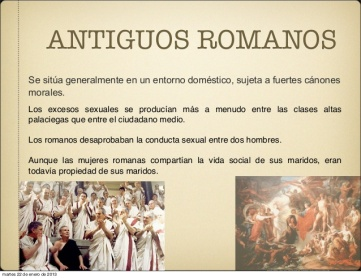 ANTIGUOS ROMANOS
Se sitúa generalmente en un entorno doméstico, sujeta a fuertes cánones
morales.
Los excesos sexuales se producían más a menudo entre las clases altas
palaciegas que entre el ciudadano medio.
Los romanos desaprobaban la conducta sexual entre dos hombres.
Aunque las mujeres romanas compartían la vida social de sus maridos, eran
todavía propiedad de sus maridos.
martes 22 de enero de 2013